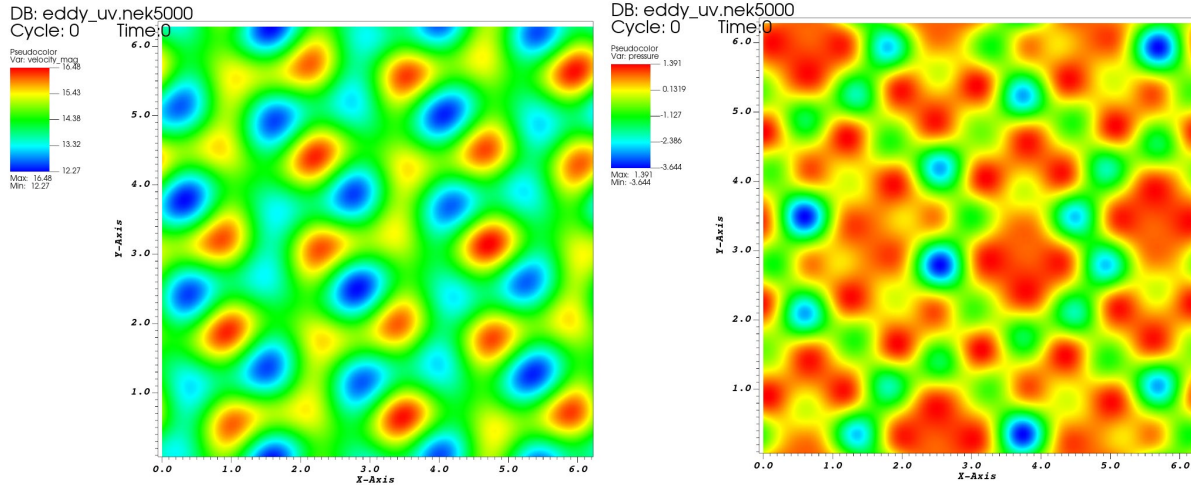 DB: eddy_uv.nek5000
Cycle: 0 Time:0
Pseudocolor
Var: velocity_mag
16.48
15.43
14.38
13.32
12.27
Max: 16.48
Min: 12.27
6.0
5.0
4.0
3.0
2.0
1.0
Y-Axis
0.0 1.0 2.0 3.0 4.0 5.0 6.0
X-Axis
DB: eddy_uv.nek5000
Cycle: 0 Time:0
Pseudocolor
Var: pressure
1.391
0.1319
-1.127
-2.386
-3.644
Max: 1.391
Min: -3.644
6.0
5.0
4.0
3.0
2.0
1.0
Y-Axis
0.0 1.0 2.0 3.0 4.0 5.0 6.0
X-Axis